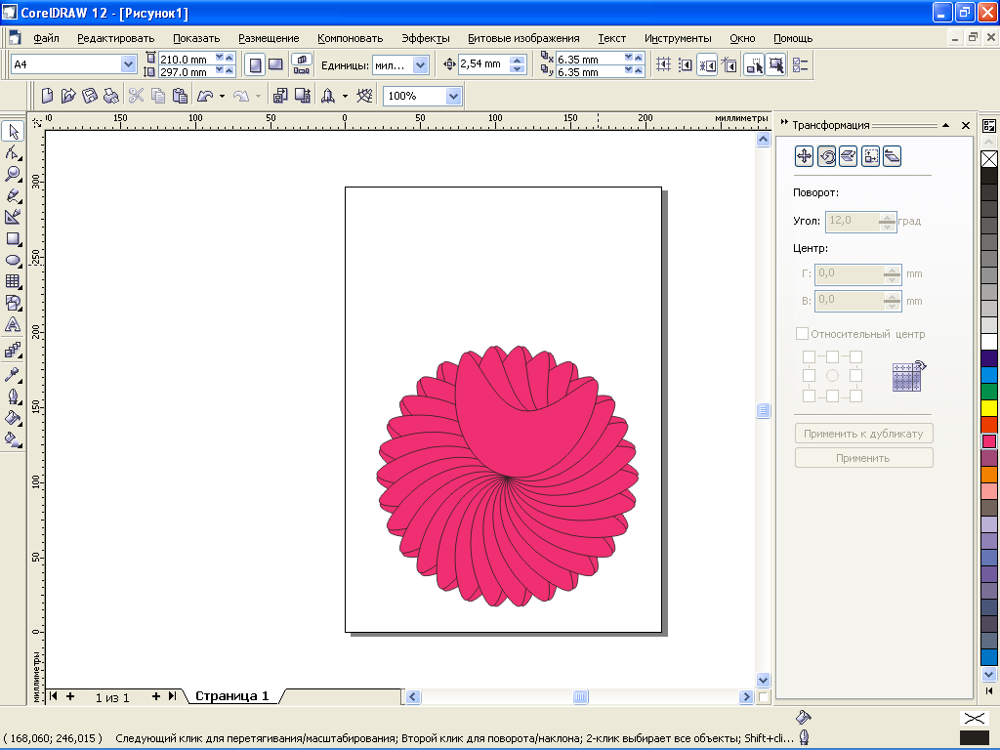 CorelDRAW 12 - [Рисунок1]
Файл Редактировать Показать Размещение Компоновать Эффекты Битовые изображения Текст Инструменты Окно Помощь
A4 210.0 mm 297.0 mm Единицы: мил... 2,54 mm 6.35 mm 6.35 mm
100%
150 100 50 0 50 100 150 200 миллиметры
300
250
200
150
100
50
0
миллиметры
Трансформация
Поворот:
Угол: 12,0 град
Центр:
Г: 0,0 mm
В: 0,0 mm
Относительный центр
Применить к дубликату
Применить
1 из 1 Страница 1
( 168,060; 246,015 ) Следующий клик для перетягивания/масштабирования; Второй клик для поворота/наклона; 2-клик выбирает все объекты; Shift+cli...